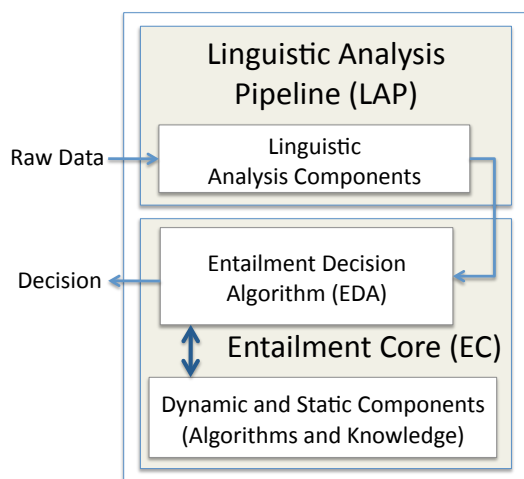 Linguistic Analysis
Pipeline (LAP)
Raw Data
Linguistic
Analysis Components
Decision
Entailment Decision
Algorithm (EDA)
Entailment Core (EC)
Dynamic and Static Components
(Algorithms and Knowledge)